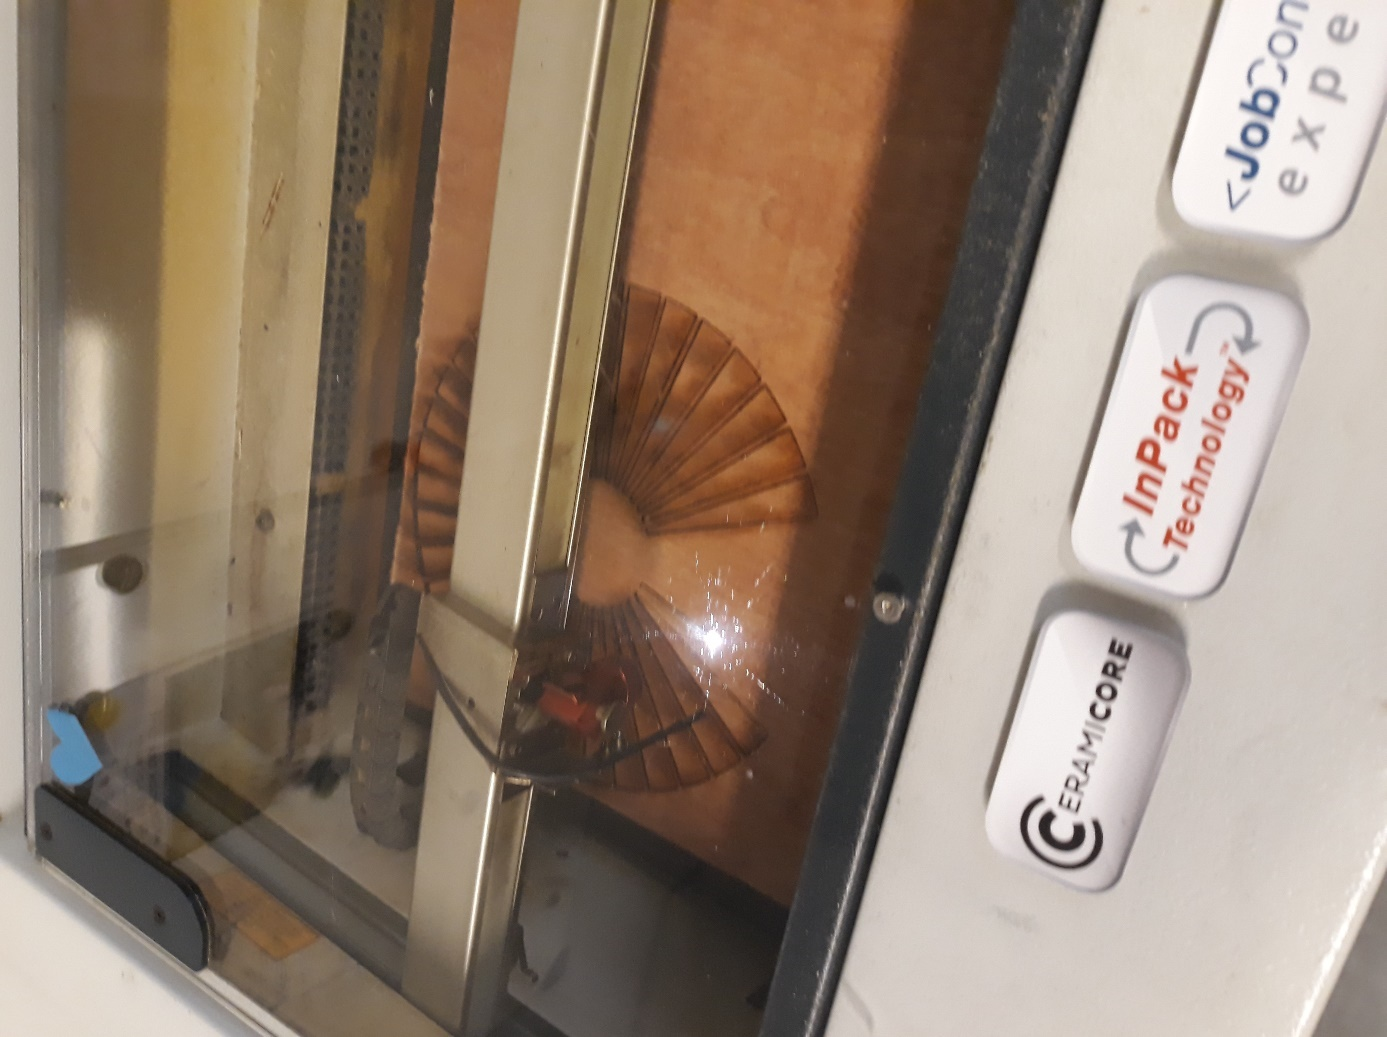 <JobCon
expe
InPack
Technology™
CERAMICORE